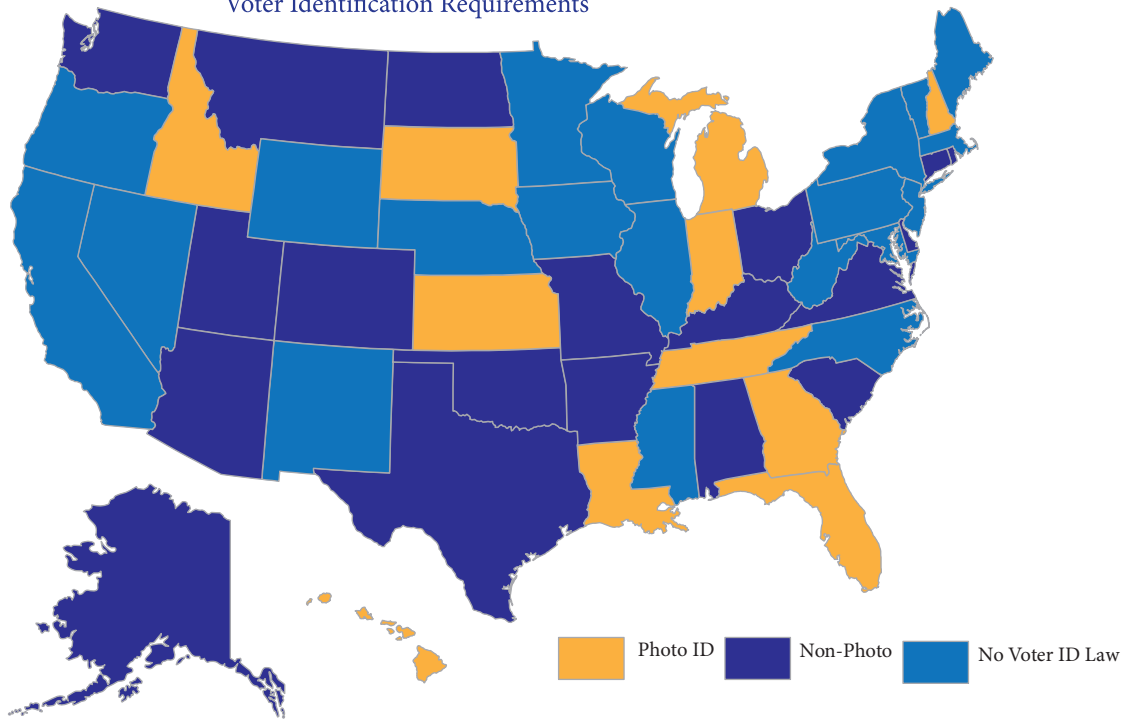 Voter Identification Requirements
Photo ID
Non-Photo
No Voter ID Law